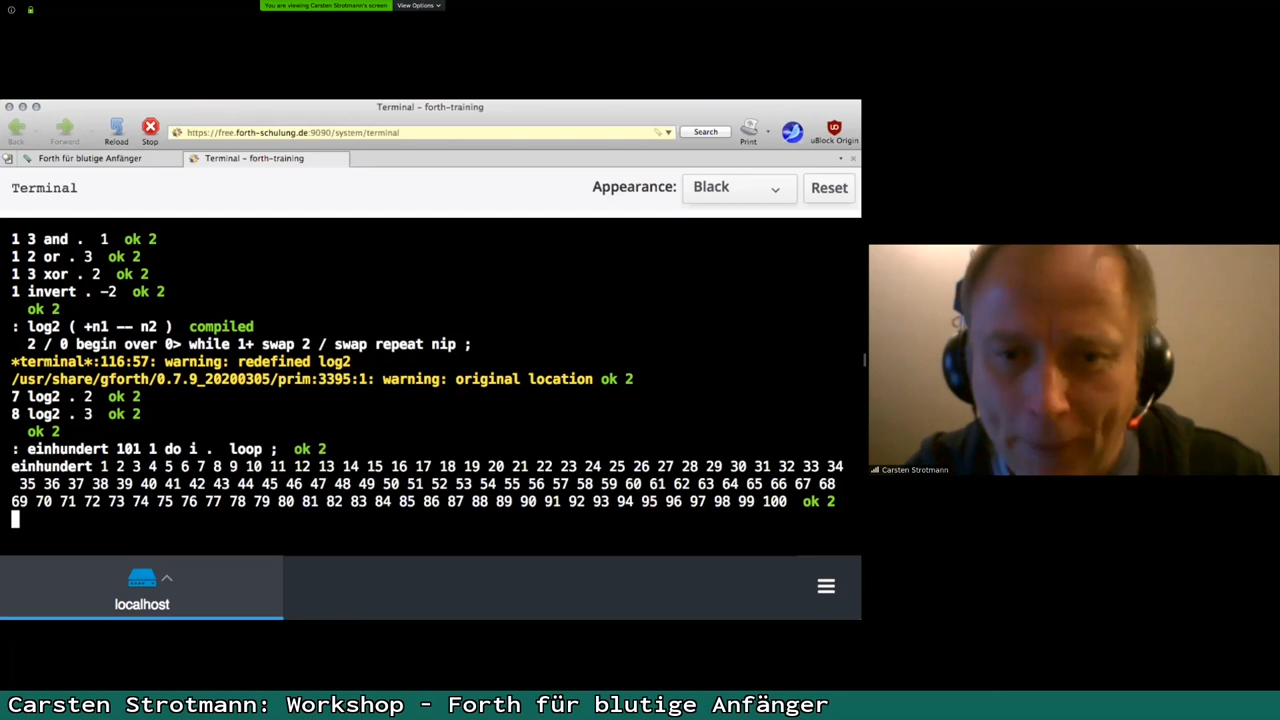 You are viewing Carsten Strotmann's screen View Options
Terminal - forth-training
Back Forward Reload Stop https://free.forth-schulung.de:9090/system/terminal Search Print uBlock Origin
Forth für blutige Anfänger Terminal - forth-training
Terminal Appearance: Black Reset
1 3 and . 1 ok 2
1 2 or . 3 ok 2
1 3 xor . 2 ok 2
1 invert . -2 ok 2
ok 2
: log2 ( +n1 -- n2 ) compiled
2 / 0 begin over 0> while 1+ swap 2 / swap repeat nip ;
*terminal*:116:57: warning: redefined log2
/usr/share/gforth/0.7.9_20200305/prim:3395:1: warning: original location ok 2
7 log2 . 2 ok 2
8 log2 . 3 ok 2
ok 2
: einhundert 101 1 do i . loop ; ok 2
einhundert 1 2 3 4 5 6 7 8 9 10 11 12 13 14 15 16 17 18 19 20 21 22 23 24 25 26 27 28 29 30 31 32 33 34
35 36 37 38 39 40 41 42 43 44 45 46 47 48 49 50 51 52 53 54 55 56 57 58 59 60 61 62 63 64 65 66 67 68
69 70 71 72 73 74 75 76 77 78 79 80 81 82 83 84 85 86 87 88 89 90 91 92 93 94 95 96 97 98 99 100 ok 2
localhost
Carsten Strotmann
Carsten Strotmann: Workshop - Forth für blutige Anfänger